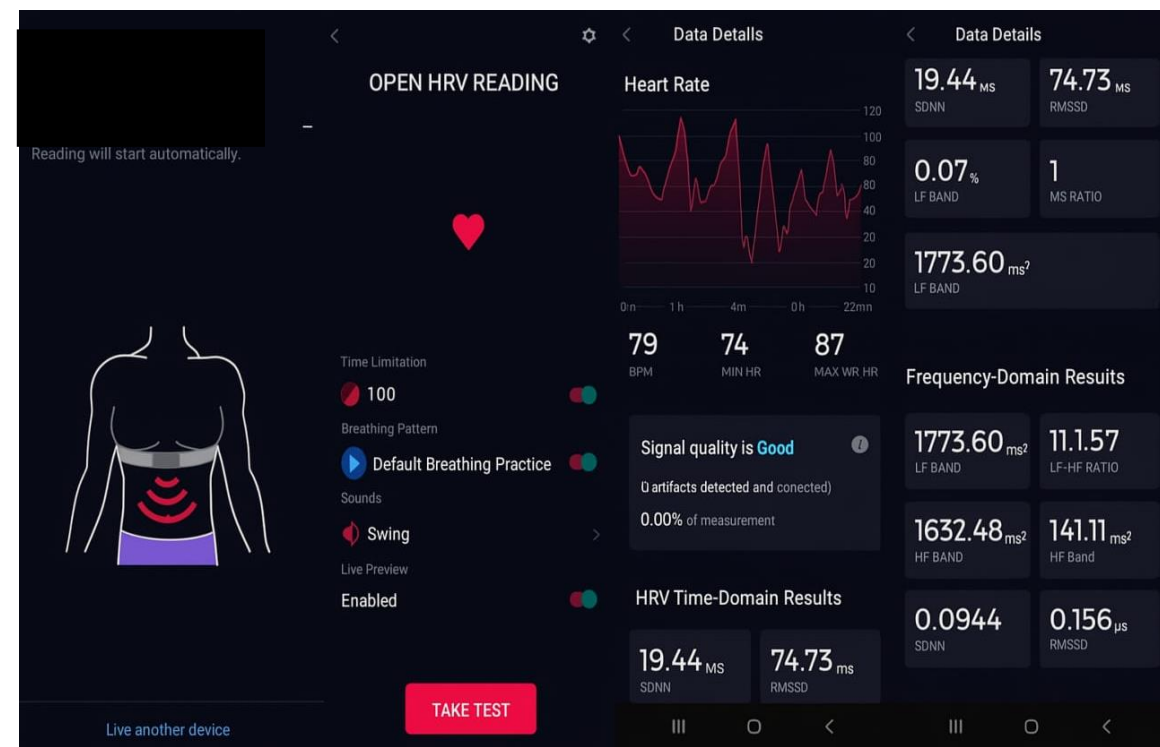 Reading will start automatically.
Live another device
OPEN HRV READING
Time Limitation
100
Breathing Pattern
Default Breathing Practice
Sounds
Swing
Live Preview
Enabled
TAKE TEST
Data Detalls
Heart Rate
120
100
80
80
40
20
20
10
1 h
4m
0h
22mn
79
74
87
BPM
MIN HR
MAX WR HR
Signal quality is Good
0 artifacts detected and conected)
0.00% of measurement
HRV Time-Domain Results
19.44 MS
74.73 ms
SDNN
RMSSD
Data Details
19.44 MS
74.73 MS
SDNN
RMSSD
0.07%
1
LF BAND
MS RATIO
1773.60 ms²
LF BAND
Frequency-Domain Results
1773.60 ms²
11.1.57
LF BAND
LF-HF RATIO
1632.48 ms²
141.11 ms²
HF BAND
HF Band
0.0944
0.156 µs
SDNN
RMSSD